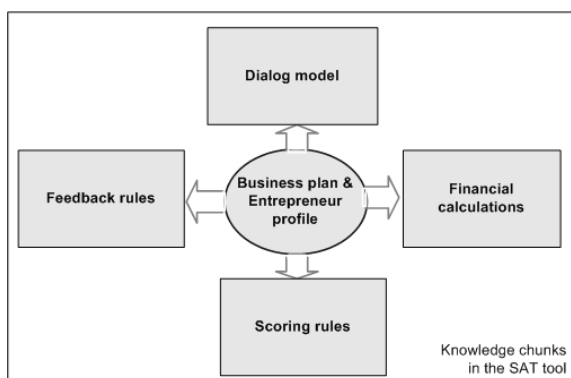 Dialog model
Feedback rules
Business plan &
Entrepreneur
profile
Financial
calculations
Scoring rules
Knowledge chunks
in the SAT tool